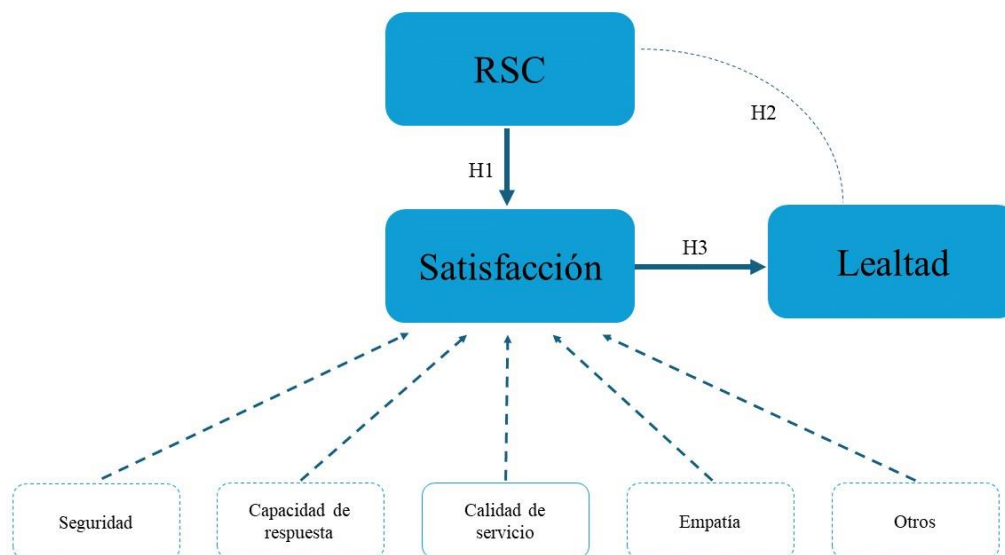 RSC
H2
H1
Satisfacción
H3
Lealtad
Seguridad
Capacidad de
respuesta
Calidad de
servicio
Empatía
Otros